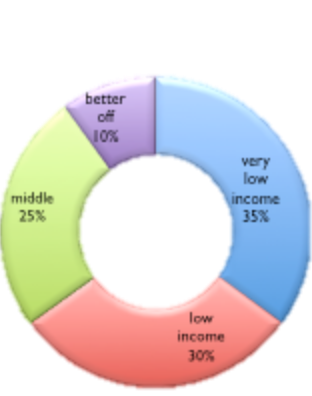 better
off
10%
very
low
income
35%
middle
25%
low
income
30%